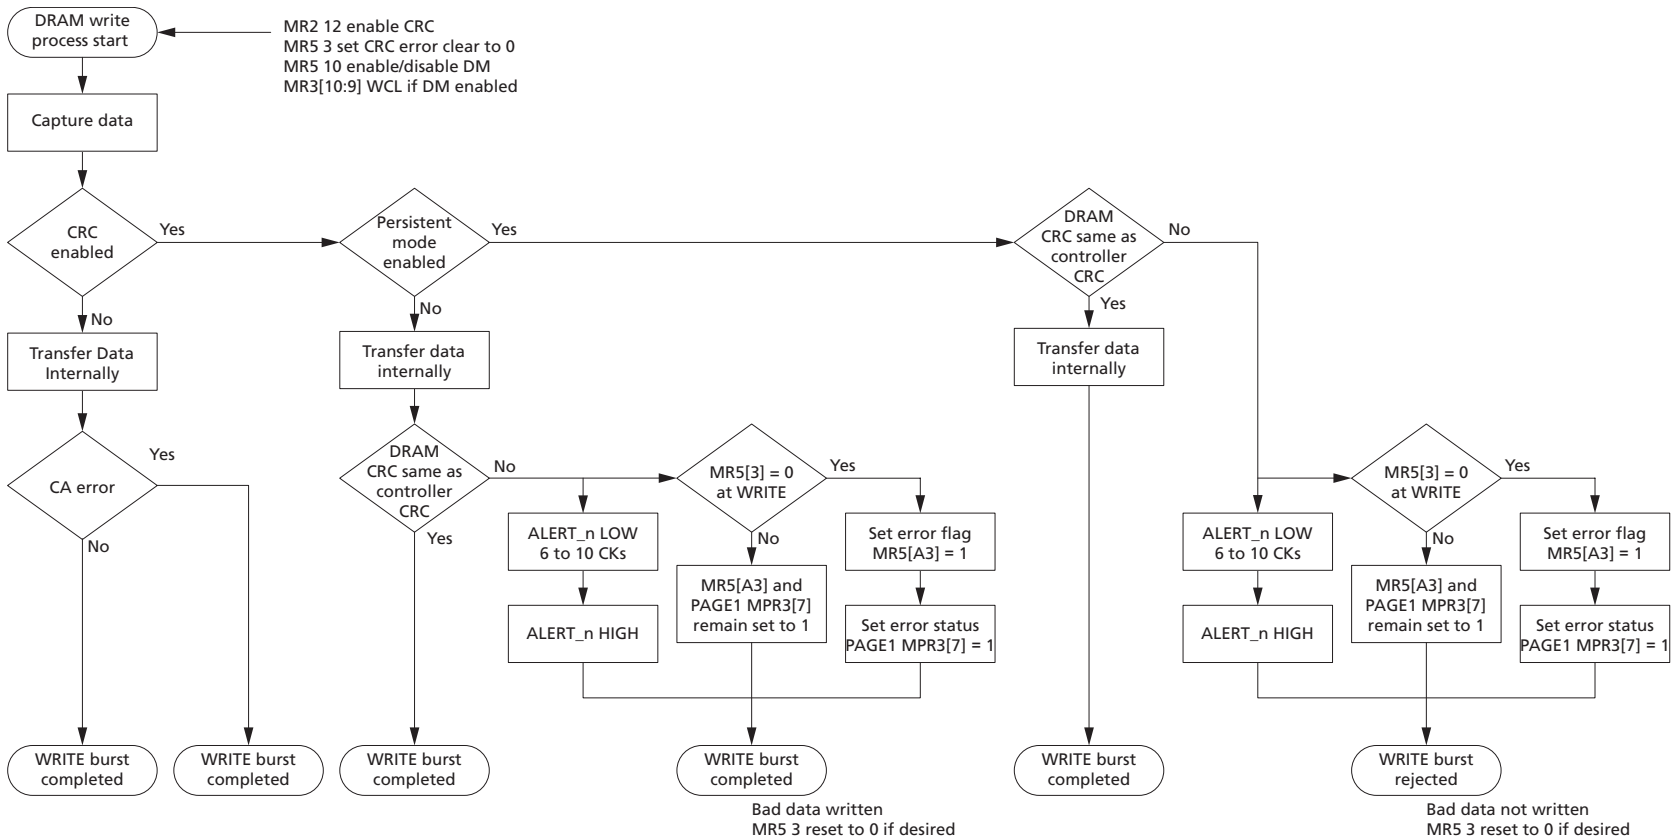 DRAM write
process start
MR2 12 enable CRC
MR5 3 set CRC error clear to 0
MR5 10 enable/disable DM
MR3[10:9] WCL if DM enabled
Capture data
CRC
enabled
Yes
Persistent
mode
enabled
Yes
DRAM
CRC same as
controller
CRC
No
No
No
Yes
Transfer Data
Internally
Transfer data
internally
Transfer data
internally
CA error
Yes
No
DRAM
CRC same as
controller
CRC
No
Yes
MR5[3] = 0
at WRITE
Yes
No
ALERT_n LOW
6 to 10 CKs
Set error flag
MR5[A3] = 1
ALERT_n HIGH
MR5[A3] and
PAGE1 MPR3[7]
remain set to 1
Set error status
PAGE1 MPR3[7] = 1
MR5[3] = 0
at WRITE
Yes
No
ALERT_n LOW
6 to 10 CKs
Set error flag
MR5[A3] = 1
ALERT_n HIGH
MR5[A3] and
PAGE1 MPR3[7]
remain set to 1
Set error status
PAGE1 MPR3[7] = 1
WRITE burst
completed
WRITE burst
completed
WRITE burst
completed
WRITE burst
completed
Bad data written
MR5 3 reset to 0 if desired
WRITE burst
completed
WRITE burst
rejected
Bad data not written
MR5 3 reset to 0 if desired